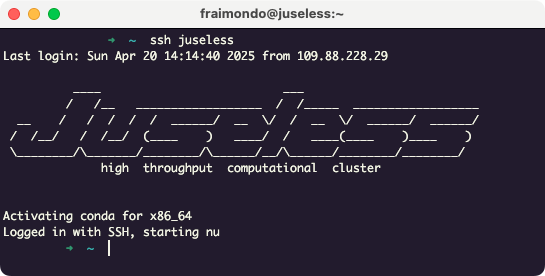 fraimondo@juseless:~
➜ ~ ssh juseless
Last login: Sun Apr 20 14:14:40 2025 from 109.88.228.29
juseless
high throughput computational cluster
Activating conda for x86_64
Logged in with SSH, starting nu
➜ ~